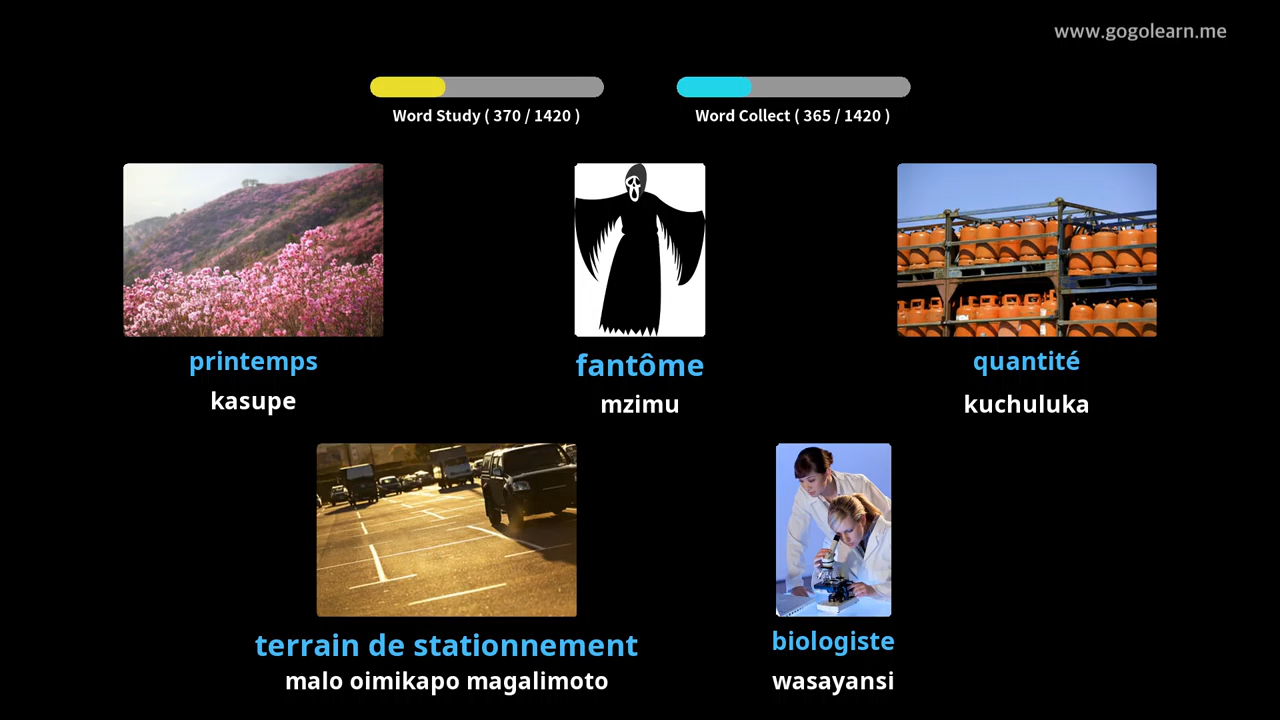 www.gogolearn.me
Word Study ( 370 / 1420 )
Word Collect ( 365 / 1420 )
printemps
kasupe
fantôme
mzimu
quantité
kuchuluka
terrain de stationnement
malo oimikapo magalimoto
biologiste
wasayansi